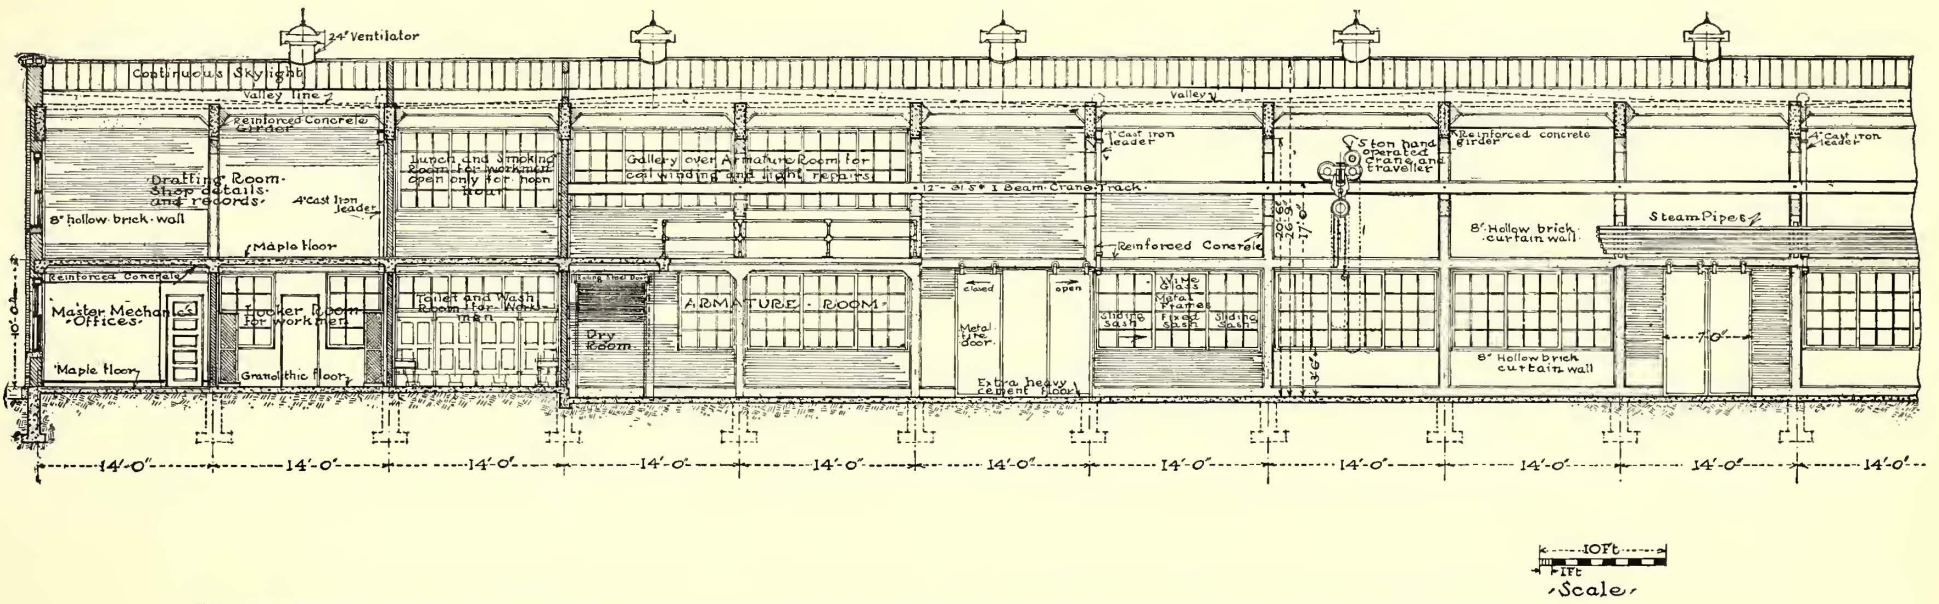 24" Ventilator
Continuous Skylight
Valley line
Valley
Reinforced Concrete
Girder
Drafting Room.
Shop details.
and records.
8" hollow brick wall
4" Cast Iron
leader
Maple floor
Lunch and Smoking
Room for workmen
open only for noon
hour
Gallery over Armature Room for
coil winding and light repairs.
12"- 31.5# I Beam Crane Track.
4" Cast iron
leader
5 ton hand
operated
crane and
traveller
Reinforced concrete
girder
4" Cast iron
leader
20'-6"
26'-9"
17'-0"
Reinforced Concrete
8" Hollow brick
curtain wall
Steam Pipes
Reinforced Concrete
10'-0"
Master Mechanic's
Offices.
Maple floor
Locker Room
for workmen
Granolithic floor
Toilet and Wash
Room for Work-
men
Rolling Steel Door
Dry
Room.
ARMATURE ROOM.
closed
open
Metal
fire
door.
Extra heavy
cement floor
Wire
Glass
Metal
Frames
Sliding
Sash
Fixed
Sash
Sliding
Sash
3'6"
8" Hollow brick
curtain wall
7'0"
14'-0" 14'-0" 14'-0" 14'-0" 14'-0" 14'-0" 14'-0" 14'-0" 14'-0" 14'-0" 14'-0"
10Ft
1Ft
Scale